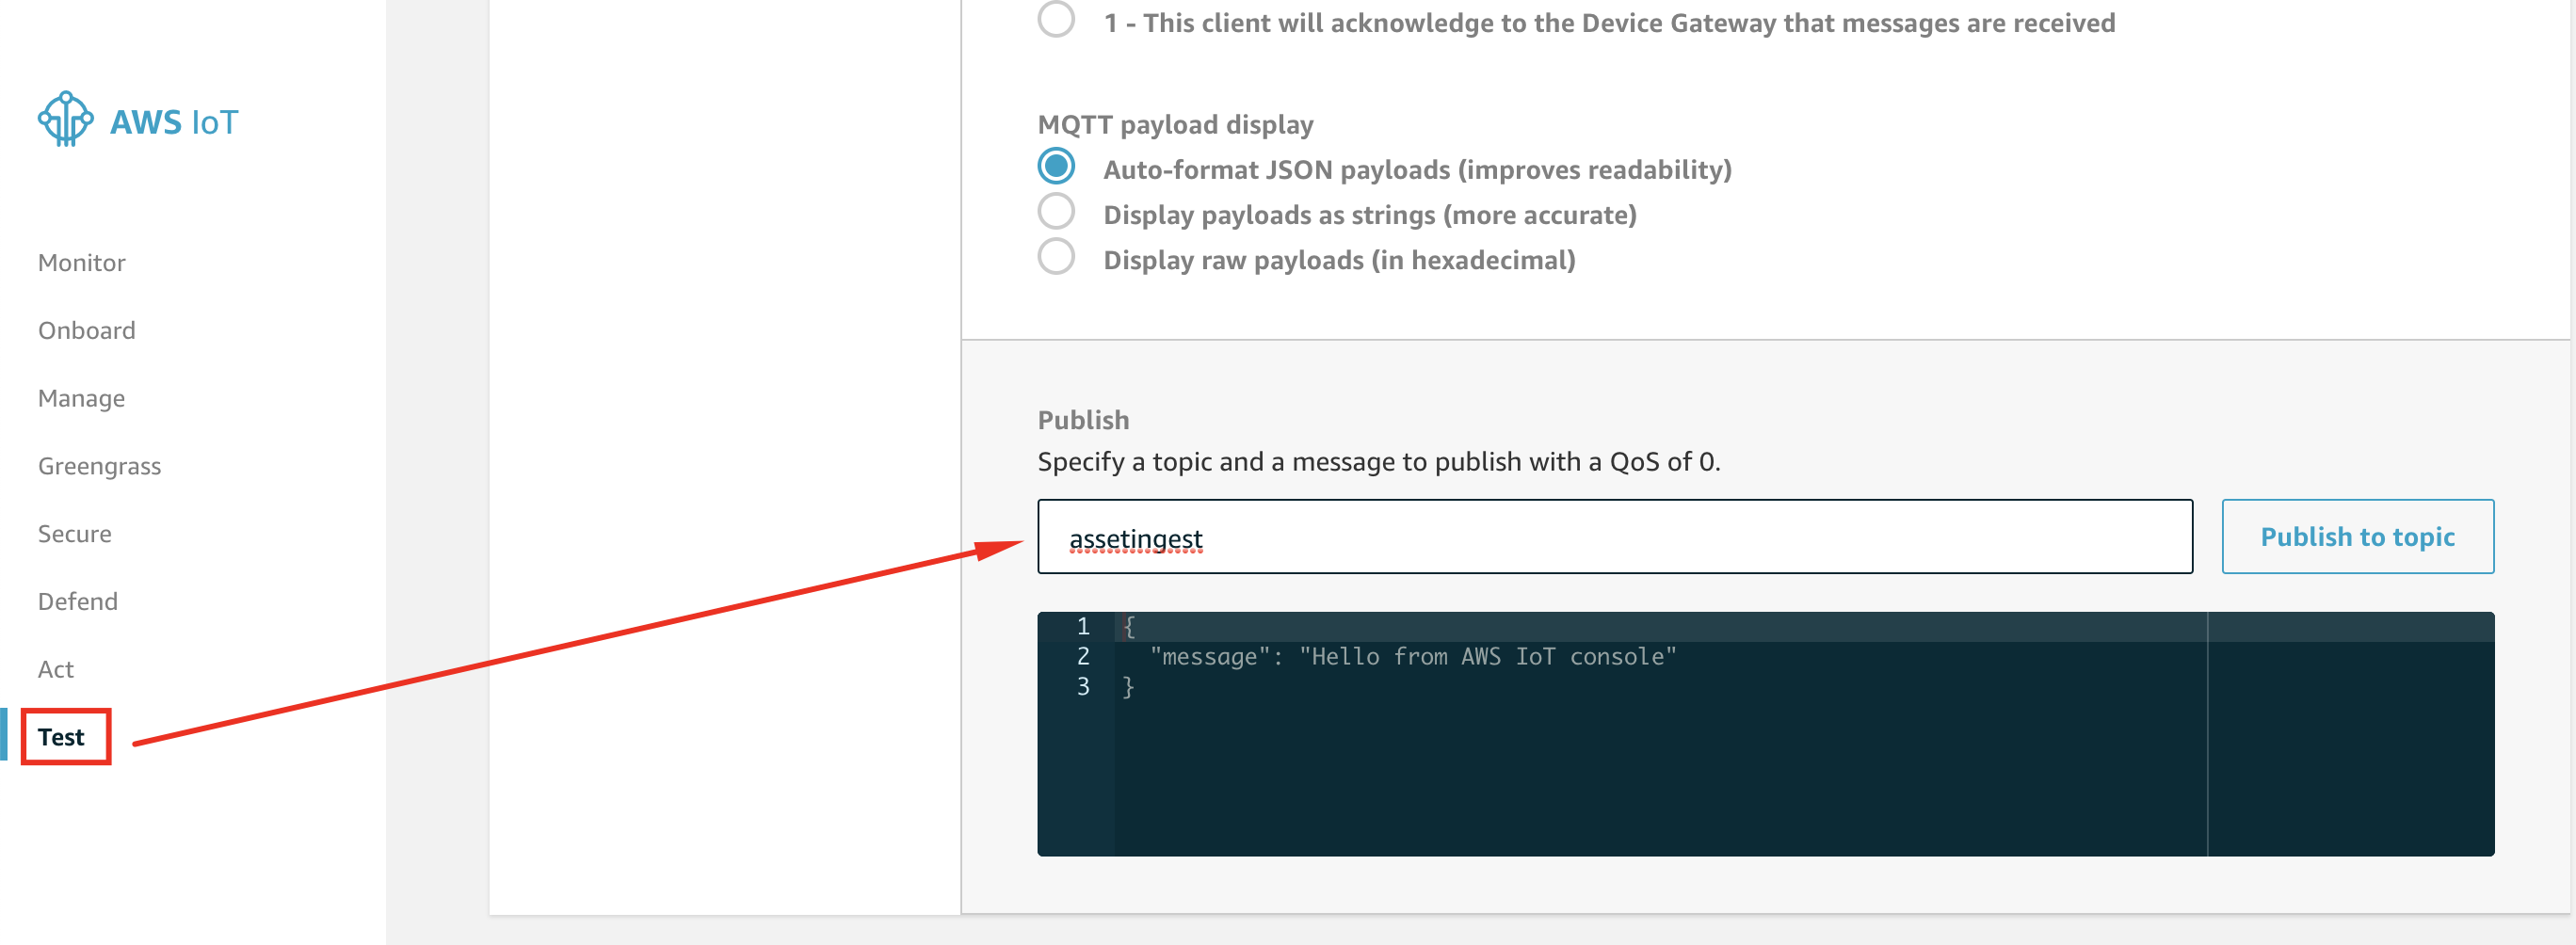 AWS IoT
Monitor
Onboard
Manage
Greengrass
Secure
Defend
Act
Test
1 - This client will acknowledge to the Device Gateway that messages are received
MQTT payload display
Auto-format JSON payloads (improves readability)
Display payloads as strings (more accurate)
Display raw payloads (in hexadecimal)
Publish
Specify a topic and a message to publish with a QoS of 0.
assetingest
Publish to topic
1 {
2 "message": "Hello from AWS IoT console"
3 }